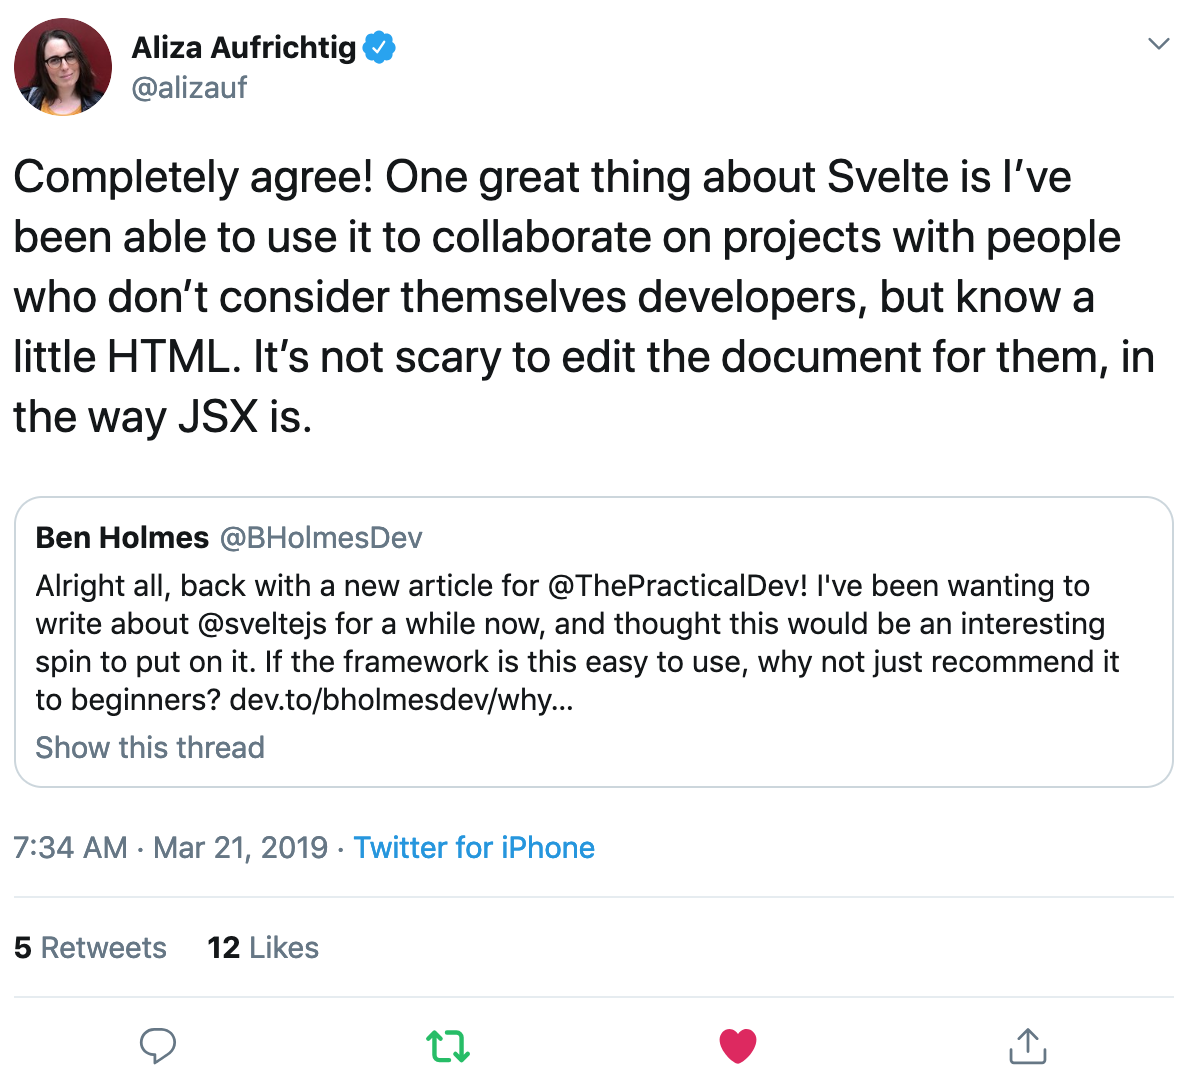 Aliza Aufrichtig
@alizauf
Completely agree! One great thing about Svelte is I’ve
been able to use it to collaborate on projects with people
who don’t consider themselves developers, but know a
little HTML. It’s not scary to edit the document for them, in
the way JSX is.
Ben Holmes @BHolmesDev
Alright all, back with a new article for @ThePracticalDev! I've been wanting to
write about @sveltejs for a while now, and thought this would be an interesting
spin to put on it. If the framework is this easy to use, why not just recommend it
to beginners? dev.to/bholmesdev/why...
Show this thread
7:34 AM · Mar 21, 2019 · Twitter for iPhone
5 Retweets 12 Likes